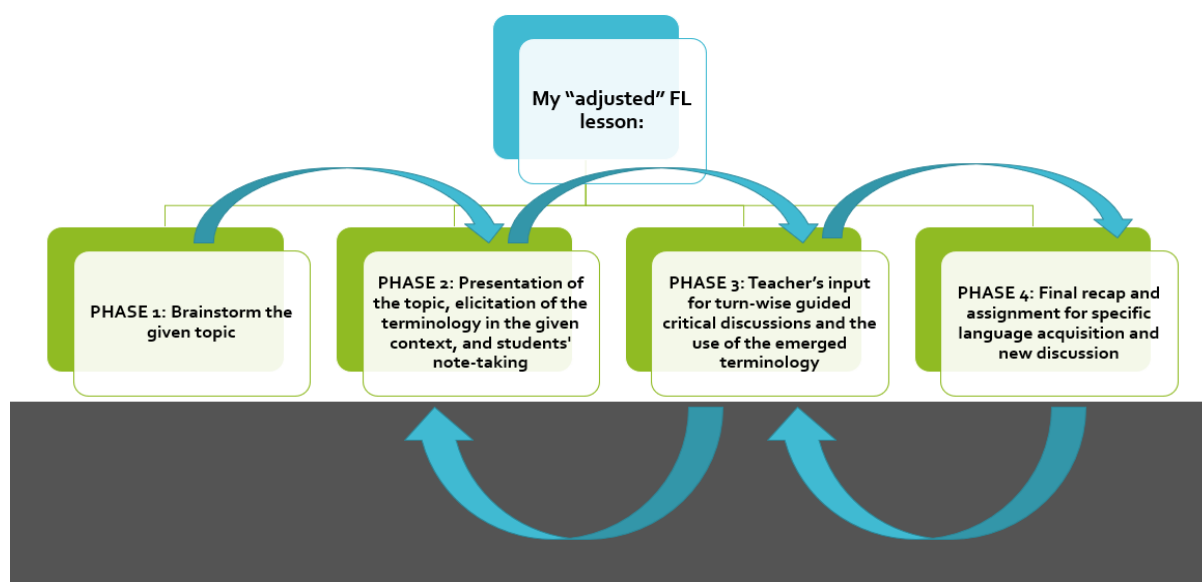 My “adjusted” FL
lesson:
PHASE 1: Brainstorm the
given topic
PHASE 2: Presentation of
the topic, elicitation of the
terminology in the given
context, and students'
note-taking
PHASE 3: Teacher’s input
for turn-wise guided
critical discussions and the
use of the emerged
terminology
PHASE 4: Final recap and
assignment for specific
language acquisition and
new discussion